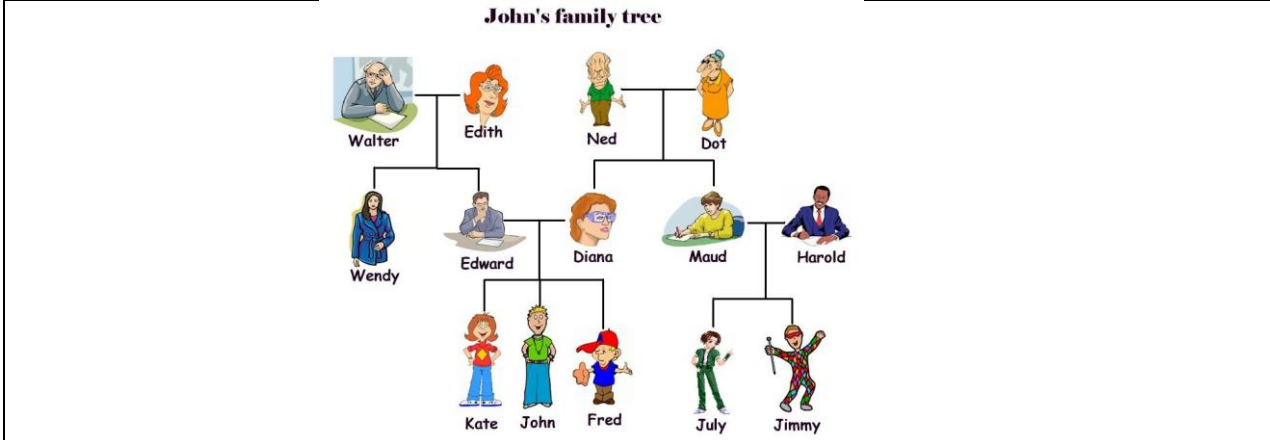 John's family tree
Walter
Edith
Ned
Dot
Wendy
Edward
Diana
Maud
Harold
Kate
John
Fred
July
Jimmy